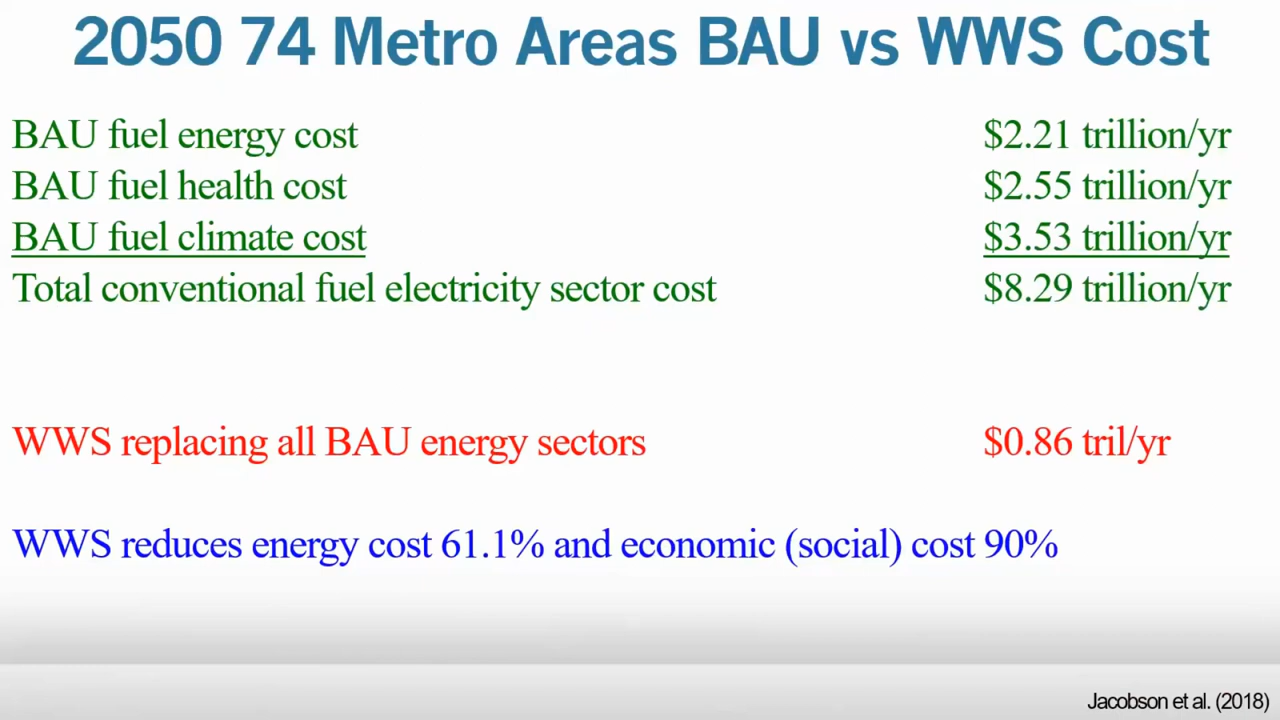 2050 74 Metro Areas BAU vs WWS Cost
BAU fuel energy cost $2.21 trillion/yr
BAU fuel health cost $2.55 trillion/yr
BAU fuel climate cost $3.53 trillion/yr
Total conventional fuel electricity sector cost $8.29 trillion/yr
WWS replacing all BAU energy sectors $0.86 tril/yr
WWS reduces energy cost 61.1% and economic (social) cost 90%
Jacobson et al. (2018)